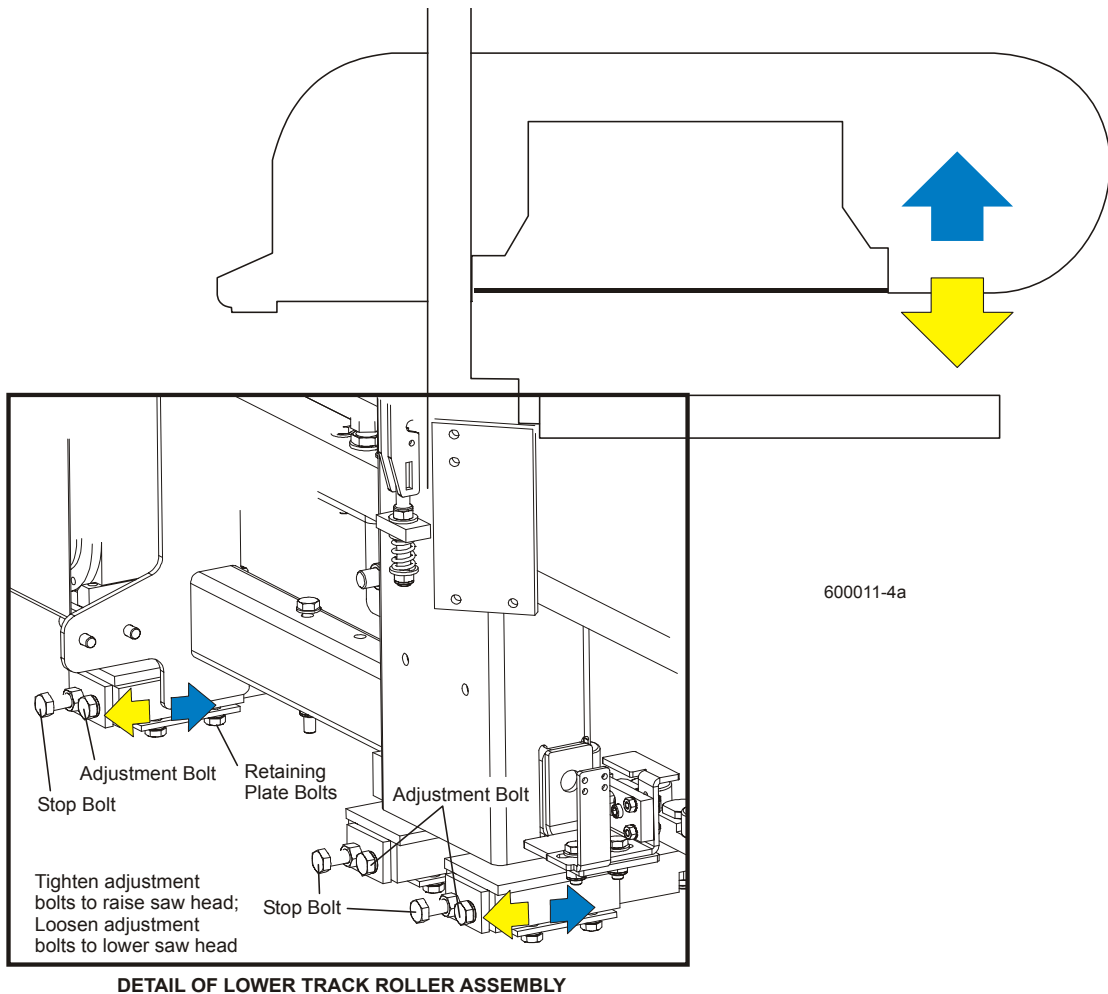 600011-4a
Adjustment Bolt
Stop Bolt
Retaining
Plate Bolts
Adjustment Bolt
Stop Bolt
Tighten adjustment
bolts to raise saw head;
Loosen adjustment
bolts to lower saw head
DETAIL OF LOWER TRACK ROLLER ASSEMBLY